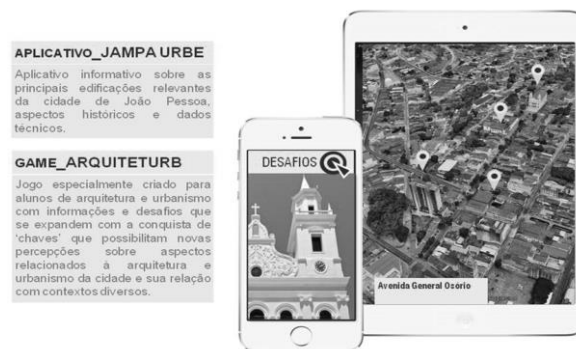 APLICATIVO_JAMPA URBE
Aplicativo informativo sobre as
principais edificações relevantes
da cidade de João Pessoa,
aspectos históricos e dados
técnicos.
GAME_ARQUITETURB
Jogo especialmente criado para
alunos de arquitetura e urbanismo
com informações e desafios que
se expandem com a conquista de
‘chaves’ que possibilitam novas
percepções sobre aspectos
relacionados à arquitetura e
urbanismo da cidade e sua relação
com contextos diversos.
DESAFIOS
Avenida General Osório